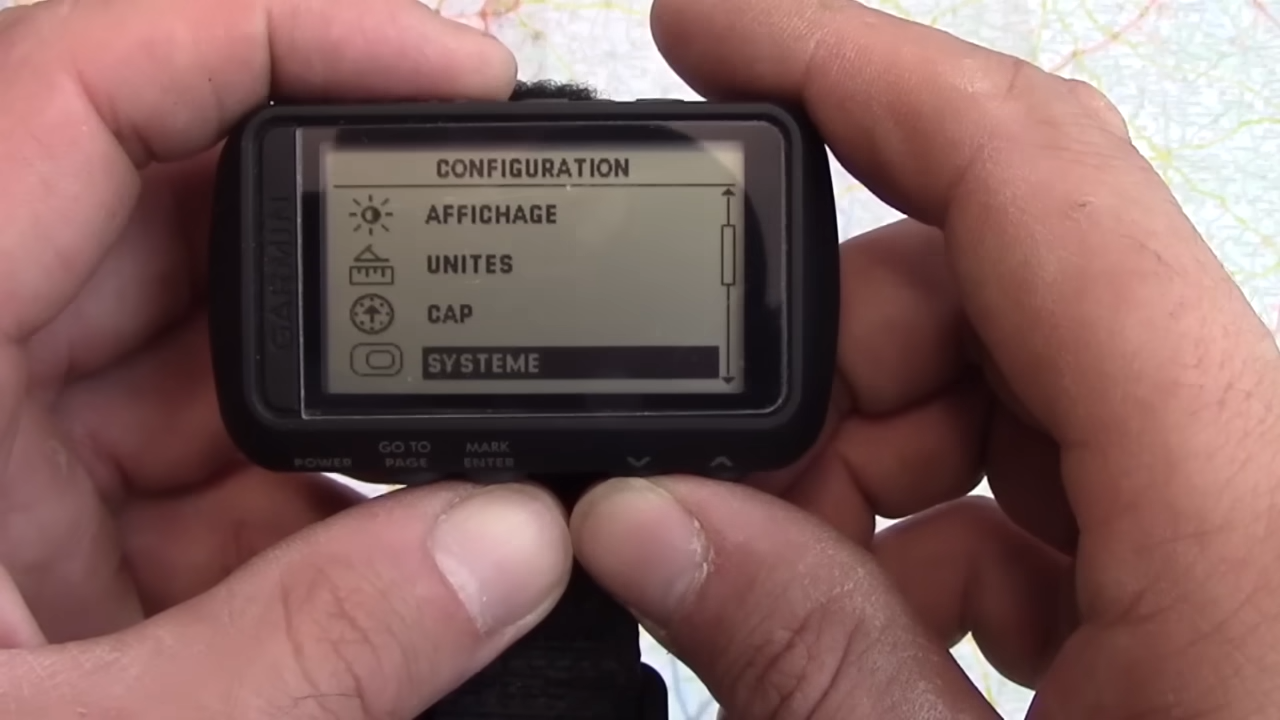 GARMIN
CONFIGURATION
AFFICHAGE
UNITES
CAP
SYSTEME
POWER
GO TO
PAGE
MARK
ENTER